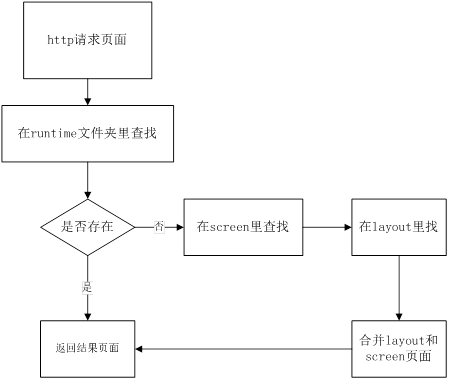 http请求页面
在runtime文件夹里查找
是否存在
否
在screen里查找
在layout里找
是
返回结果页面
合并layout和
screen页面